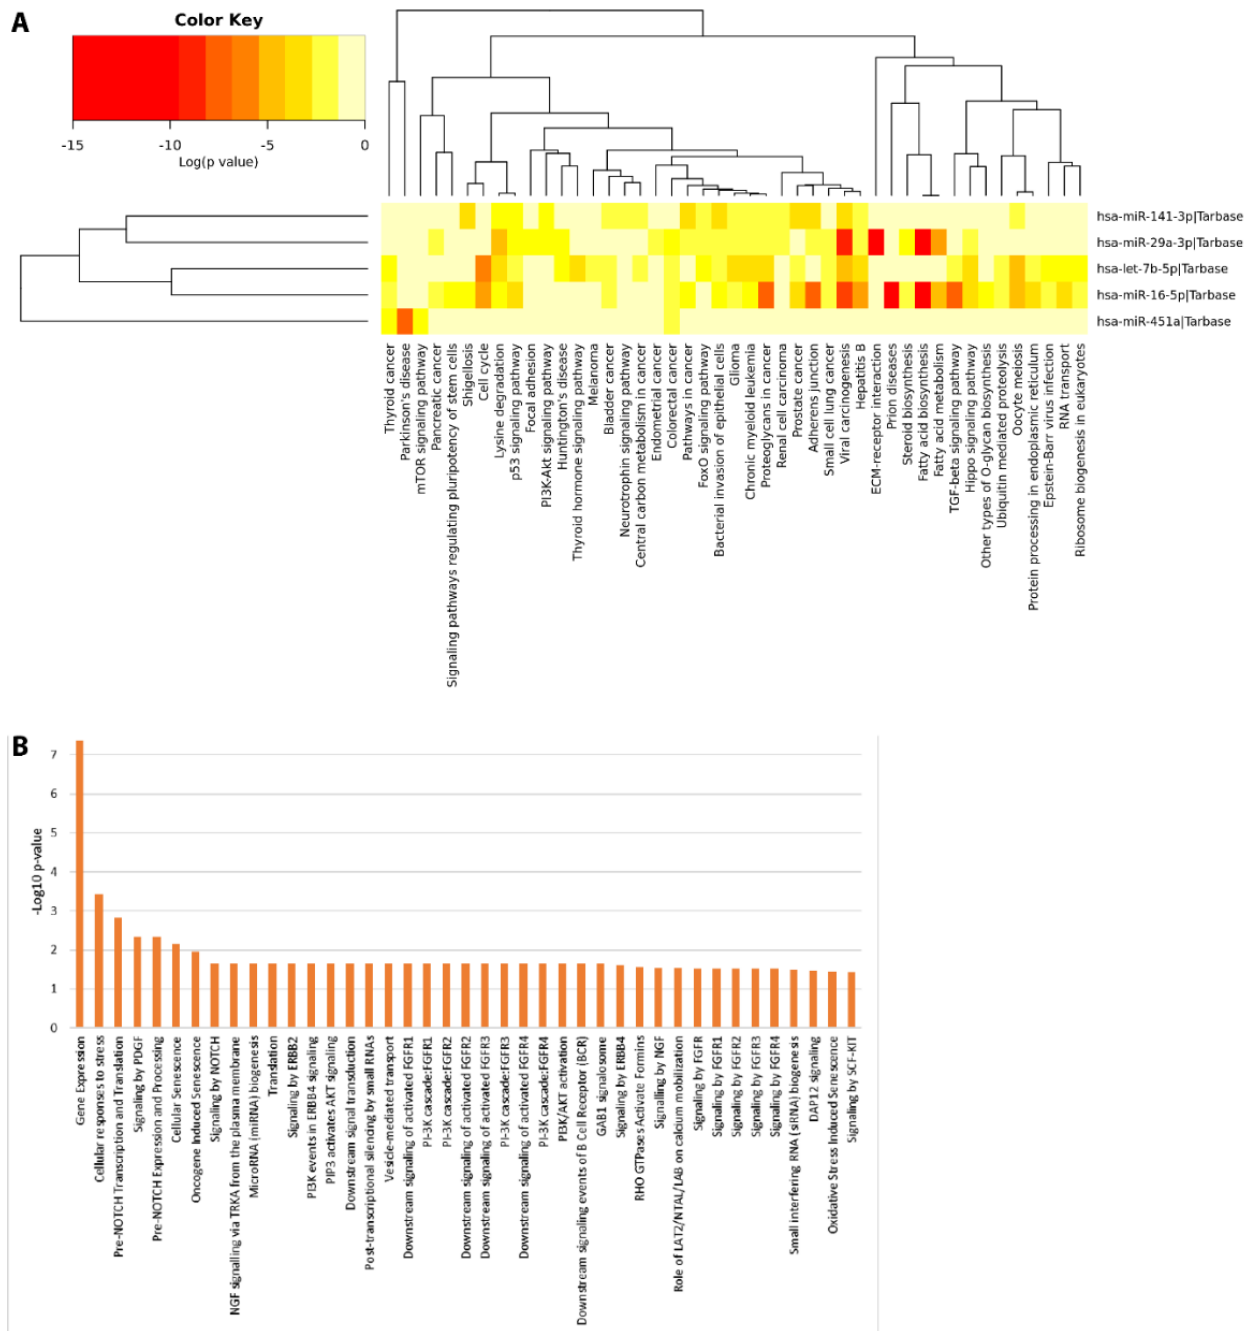 A
Color Key
-15
-10
-5
0
Log(p value)
hsa-miR-141-3p|Tarbase
hsa-miR-29a-3p|Tarbase
hsa-let-7b-5p|Tarbase
hsa-miR-16-5p|Tarbase
hsa-miR-451a|Tarbase
Thyroid cancer
Parkinson's disease
mTOR signaling pathway
Pancreatic cancer
Signaling pathways regulating pluripotency of stem cells
Shigellosis
Cell cycle
Lysine degradation
p53 signaling pathway
Focal adhesion
PI3K-Akt signaling pathway
Huntington's disease
Thyroid hormone signaling pathway
Melanoma
Bladder cancer
Neurotrophin signaling pathway
Central carbon metabolism in cancer
Endometrial cancer
Colorectal cancer
Pathways in cancer
FoxO signaling pathway
Bacterial invasion of epithelial cells
Glioma
Chronic myeloid leukemia
Proteoglycans in cancer
Renal cell carcinoma
Prostate cancer
Adherens junction
Small cell lung cancer
Viral carcinogenesis
Hepatitis B
ECM-receptor interaction
Prion diseases
Steroid biosynthesis
Fatty acid biosynthesis
Fatty acid metabolism
TGF-beta signaling pathway
Hippo signaling pathway
Other types of O-glycan biosynthesis
Ubiquitin mediated proteolysis
Oocyte meiosis
Protein processing in endoplasmic reticulum
Epstein-Barr virus infection
RNA transport
Ribosome biogenesis in eukaryotes
B
-Log10 p-value
7
6
5
4
3
2
1
0
Gene Expression
Cellular responses to stress
Pre-NOTCH Transcription and Translation
Signaling by PDGF
Pre-NOTCH Expression and Processing
Cellular Senescence
Oncogene Induced Senescence
Signaling by NOTCH
NGF signalling via TRKA from the plasma membrane
MicroRNA (miRNA) biogenesis
Translation
Signaling by ERBB2
PI3K events in ERBB4 signaling
PIP3 activates AKT signaling
Downstream signal transduction
Post-transcriptional silencing by small RNAs
Vesicle-mediated transport
Downstream signaling of activated FGFR1
PI-3K cascade:FGFR1
PI-3K cascade:FGFR2
Downstream signaling of activated FGFR2
Downstream signaling of activated FGFR3
PI-3K cascade:FGFR3
Downstream signaling of activated FGFR4
PI-3K cascade:FGFR4
PI3K/AKT activation
Downstream signaling events of B Cell Receptor (BCR)
GAB1 signalosome
Signaling by ERBB4
RHO GTPases Activate Formins
Signalling by NGF
Role of LAT2/NTAL/LAB on calcium mobilization
Signaling by FGFR
Signaling by FGFR1
Signaling by FGFR2
Signaling by FGFR3
Signaling by FGFR4
Small interfering RNA (siRNA) biogenesis
DAP12 signaling
Oxidative Stress Induced Senescence
Signaling by SCF-KIT